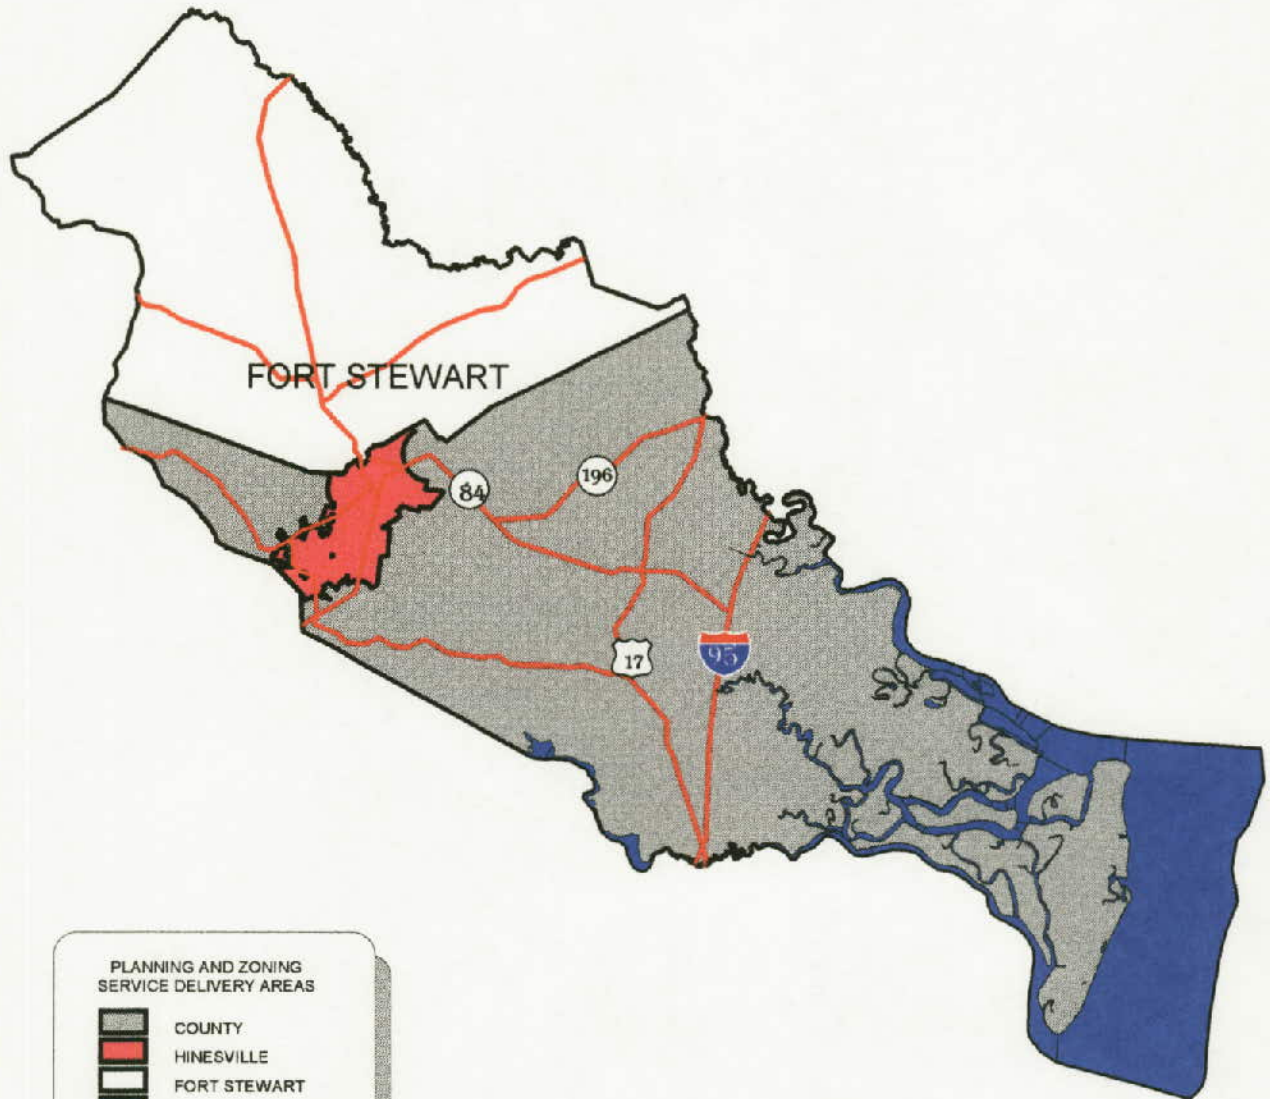 FORT STEWART
196
84
17
95
PLANNING AND ZONING
SERVICE DELIVERY AREAS
COUNTY
HINESVILLE
FORT STEWART